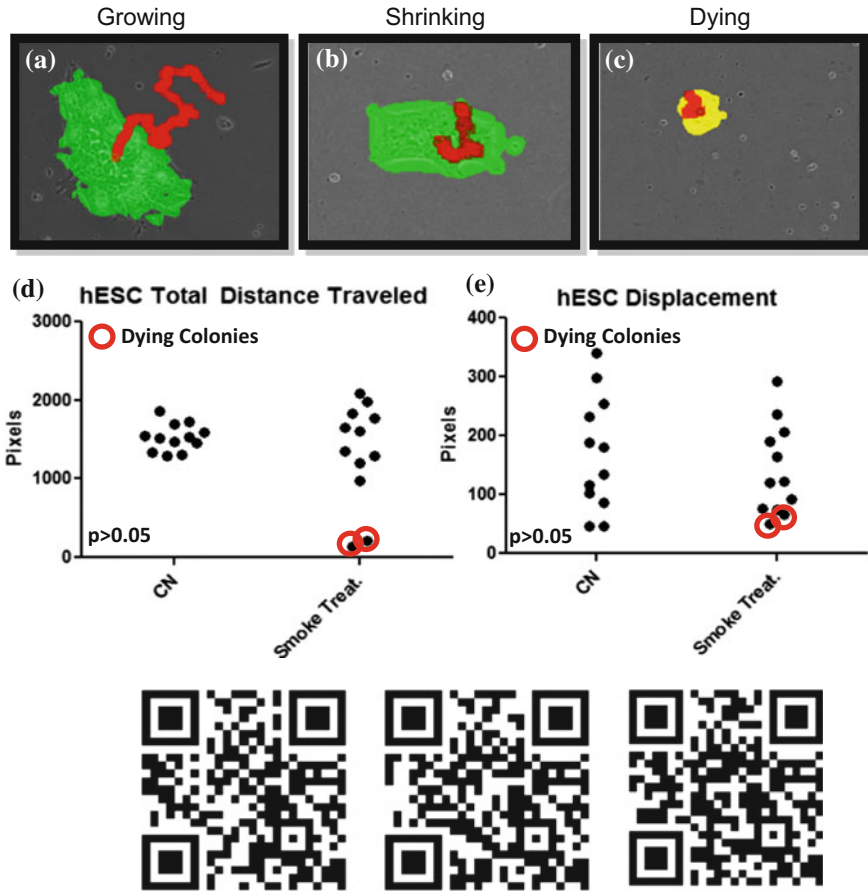 Growing Shrinking Dying
(a) (b) (c)
(d) hESC Total Distance Traveled
3000
Dying Colonies
2000
Pixels
1000
p>0.05
0
CN
Smoke Treat.
(e) hESC Displacement
400
Dying Colonies
300
Pixels
200
100
p>0.05
0
CN
Smoke Treat.